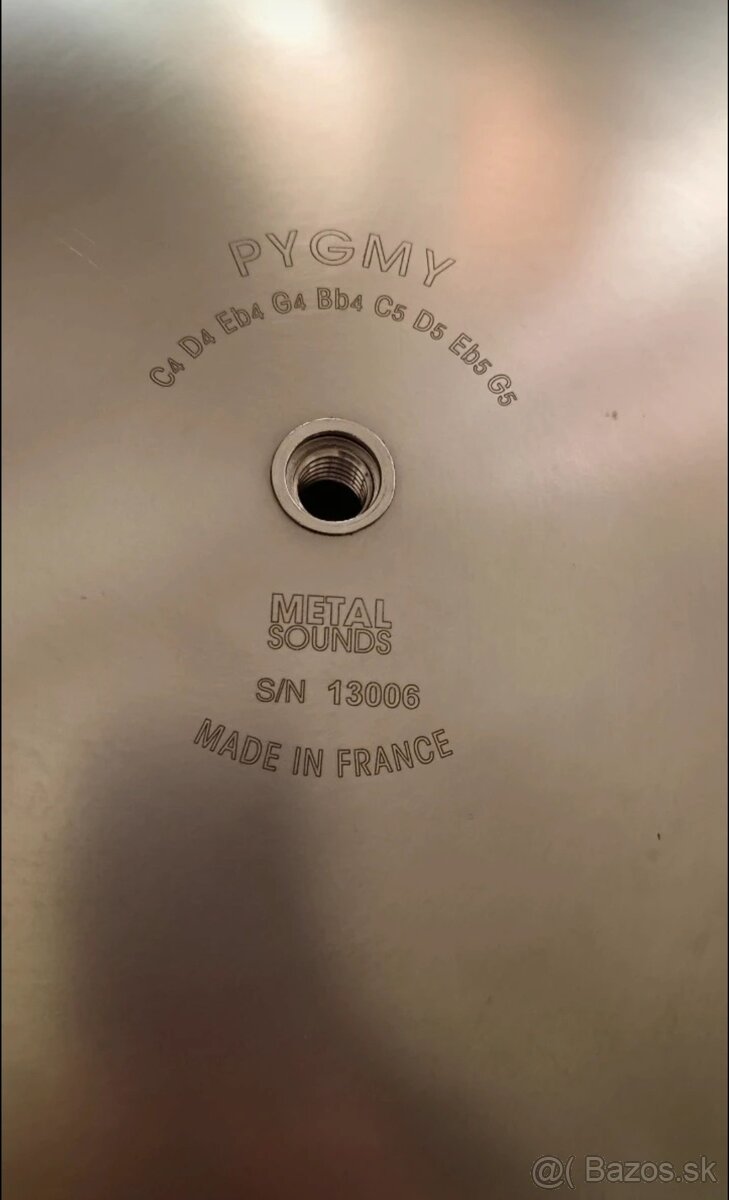 PYGMY
C4 D4 Eb4 G4 Bb4 C5 D5 Eb5 G5
METAL
SOUNDS
S/N 13006
MADE IN FRANCE
@( Bazos.sk